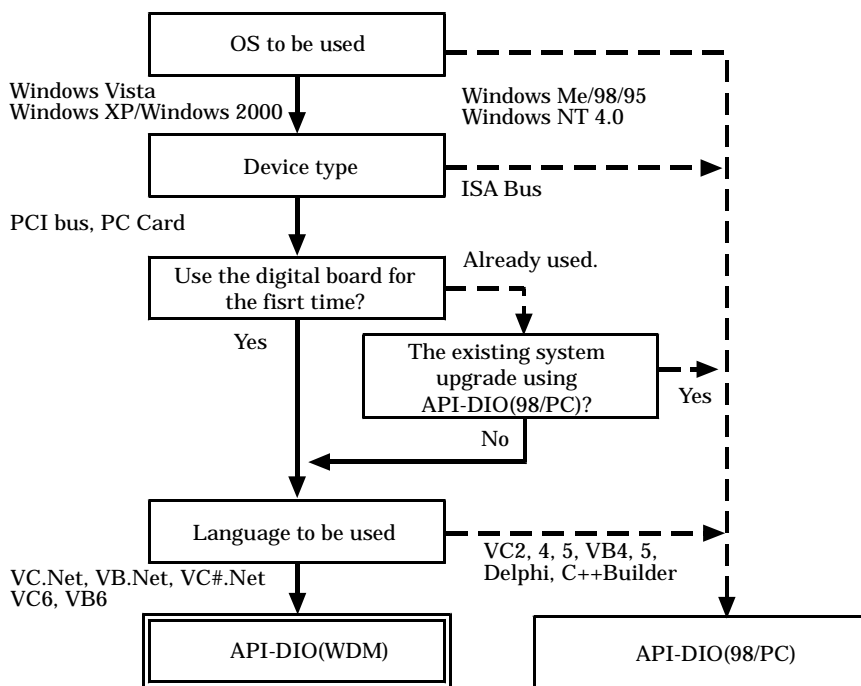 OS to be used
Windows Vista
Windows XP/Windows 2000
Windows Me/98/95
Windows NT 4.0
Device type
ISA Bus
PCI bus, PC Card
Use the digital board for
the fisrt time?
Already used.
Yes
The existing system
upgrade using
API-DIO(98/PC)?
Yes
No
Language to be used
VC2, 4, 5, VB4, 5,
Delphi, C++Builder
VC.Net, VB.Net, VC#.Net
VC6, VB6
API-DIO(WDM)
API-DIO(98/PC)